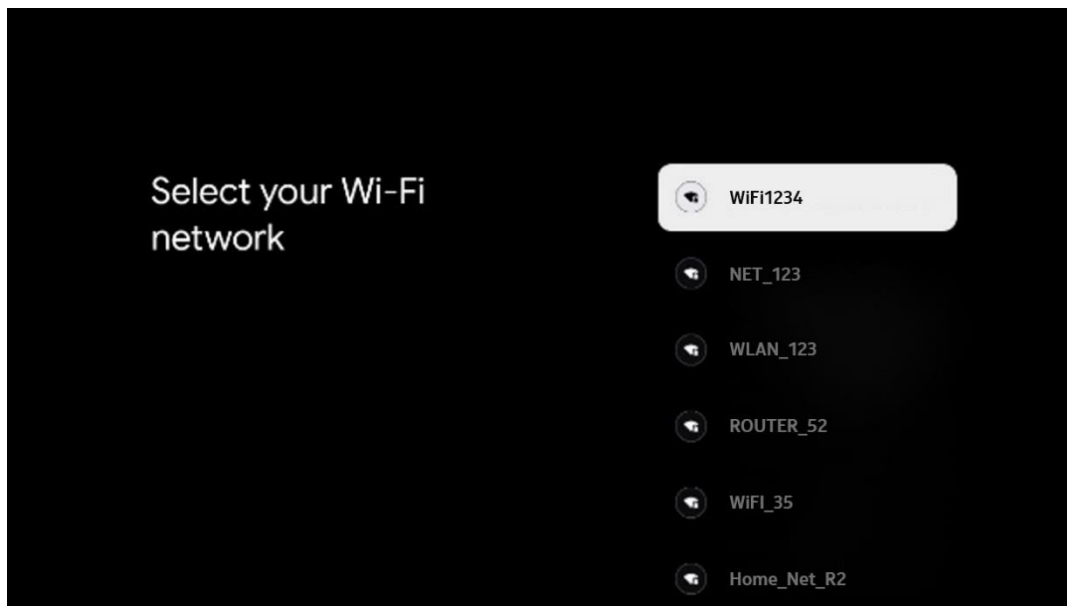 Select your Wi-Fi
network
WiFi1234
NET_123
WLAN_123
ROUTER_52
WiFI_35
Home_Net_R2